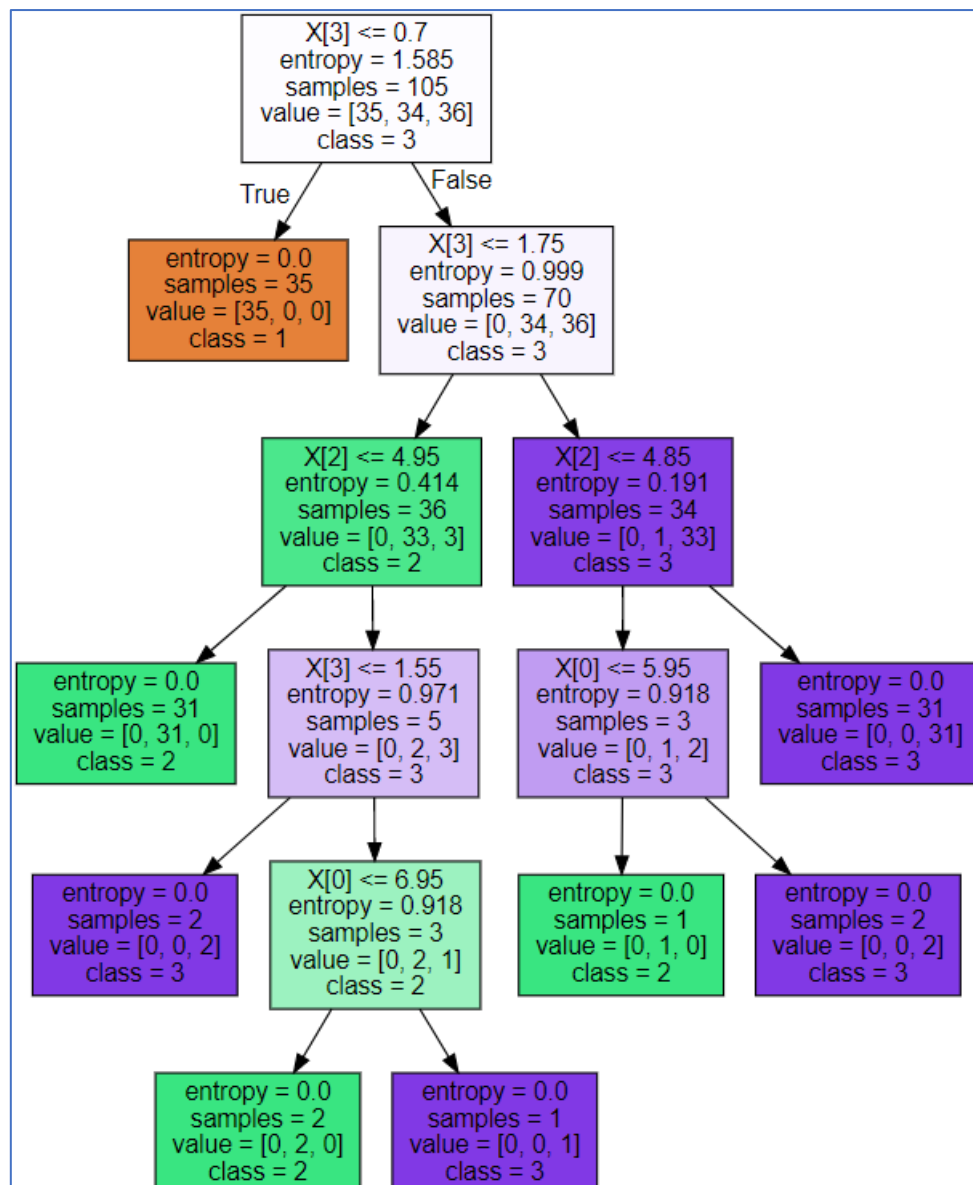 X[3] <= 0.7
entropy = 1.585
samples = 105
value = [35, 34, 36]
class = 3
True
False
entropy = 0.0
samples = 35
value = [35, 0, 0]
class = 1
X[3] <= 1.75
entropy = 0.999
samples = 70
value = [0, 34, 36]
class = 3
X[2] <= 4.95
entropy = 0.414
samples = 36
value = [0, 33, 3]
class = 2
X[2] <= 4.85
entropy = 0.191
samples = 34
value = [0, 1, 33]
class = 3
entropy = 0.0
samples = 31
value = [0, 31, 0]
class = 2
X[3] <= 1.55
entropy = 0.971
samples = 5
value = [0, 2, 3]
class = 3
X[0] <= 5.95
entropy = 0.918
samples = 3
value = [0, 1, 2]
class = 3
entropy = 0.0
samples = 31
value = [0, 0, 31]
class = 3
entropy = 0.0
samples = 2
value = [0, 0, 2]
class = 3
X[0] <= 6.95
entropy = 0.918
samples = 3
value = [0, 2, 1]
class = 2
entropy = 0.0
samples = 1
value = [0, 1, 0]
class = 2
entropy = 0.0
samples = 2
value = [0, 0, 2]
class = 3
entropy = 0.0
samples = 2
value = [0, 2, 0]
class = 2
entropy = 0.0
samples = 1
value = [0, 0, 1]
class = 3